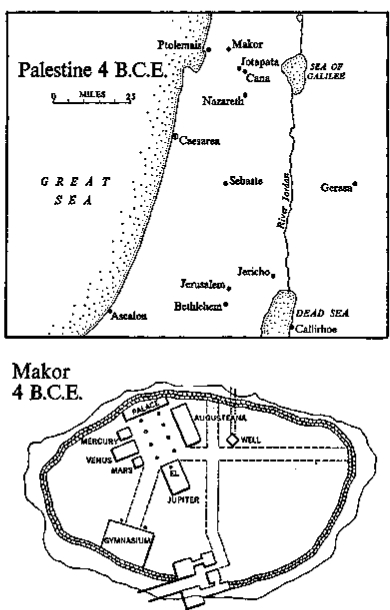 Ptolemais
Makor
Iotapata
Cana
SEA OF
GALILEE
Palestine 4 B.C.E.
0 MILES 25
Nazareth
Caesarea
GREAT
SEA
Sebaste
Gerasa
River Jordan
Jericho
Jerusalem
Bethlehem
DEAD SEA
Ascalon
Callirhoe
Makor
4 B.C.E.
PALACE
AUGUSTEANA
MERCURY
WELL
VENUS
MARS
EL
JUPITER
GYMNASIUM